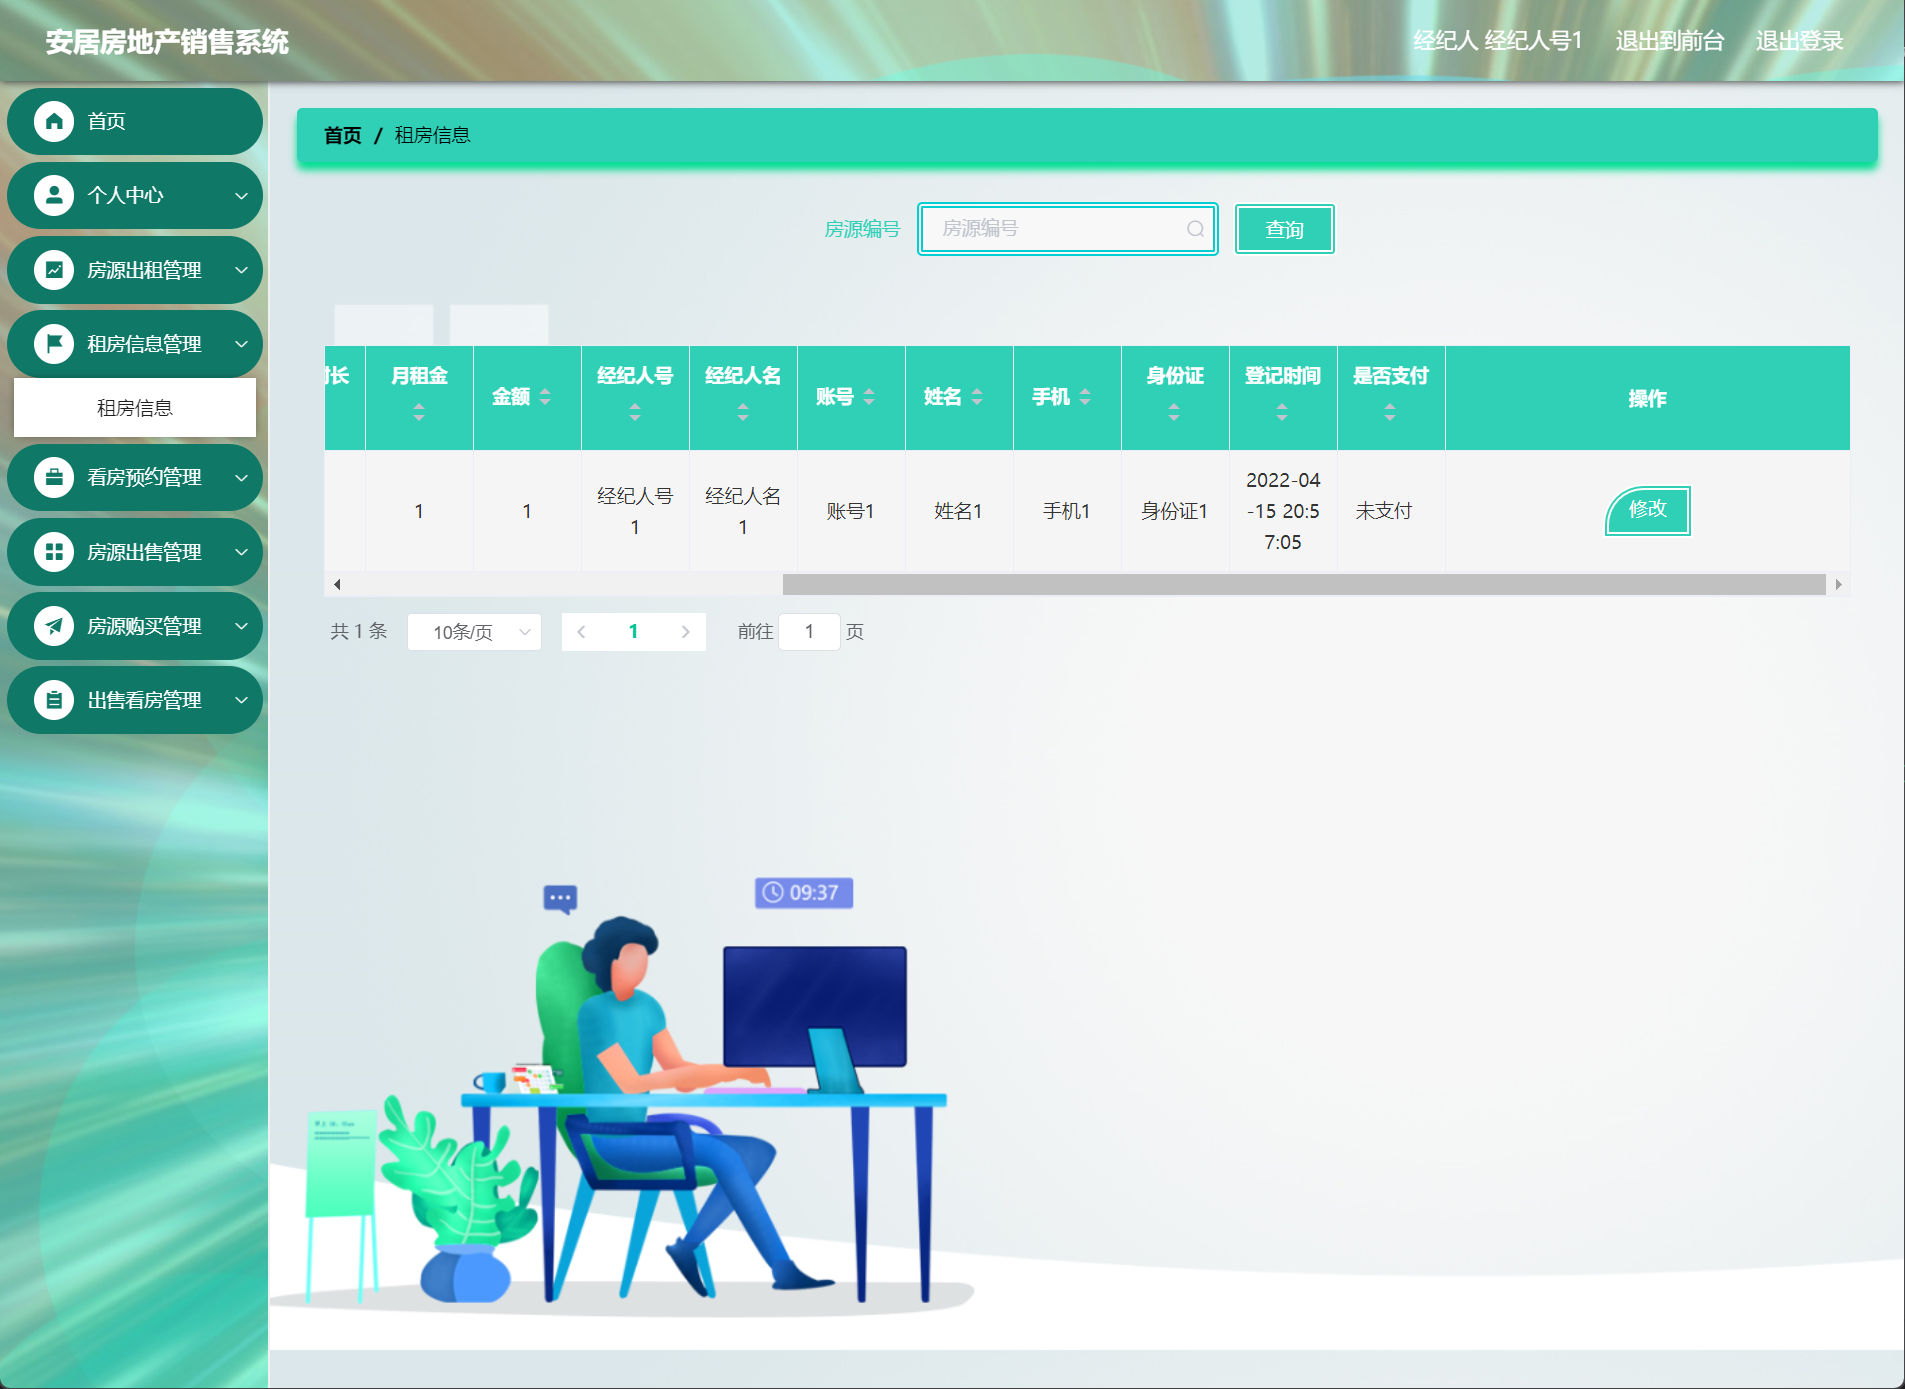 安居房地产销售系统
经纪人 经纪人号1 退出到前台 退出登录
首页
个人中心
房源出租管理
租房信息管理
租房信息
看房预约管理
房源出售管理
房源购买管理
出售看房管理
首页 / 租房信息
房源编号 房源编号 查询
时长 月租金 金额 经纪人号 经纪人名 账号 姓名 手机 身份证 登记时间 是否支付 操作
1 1 经纪人号1 经纪人名1 账号1 姓名1 手机1 身份证1 2022-04-15 20:57:05 未支付 修改
共 1 条 10条/页 1 前往 1 页
09:37